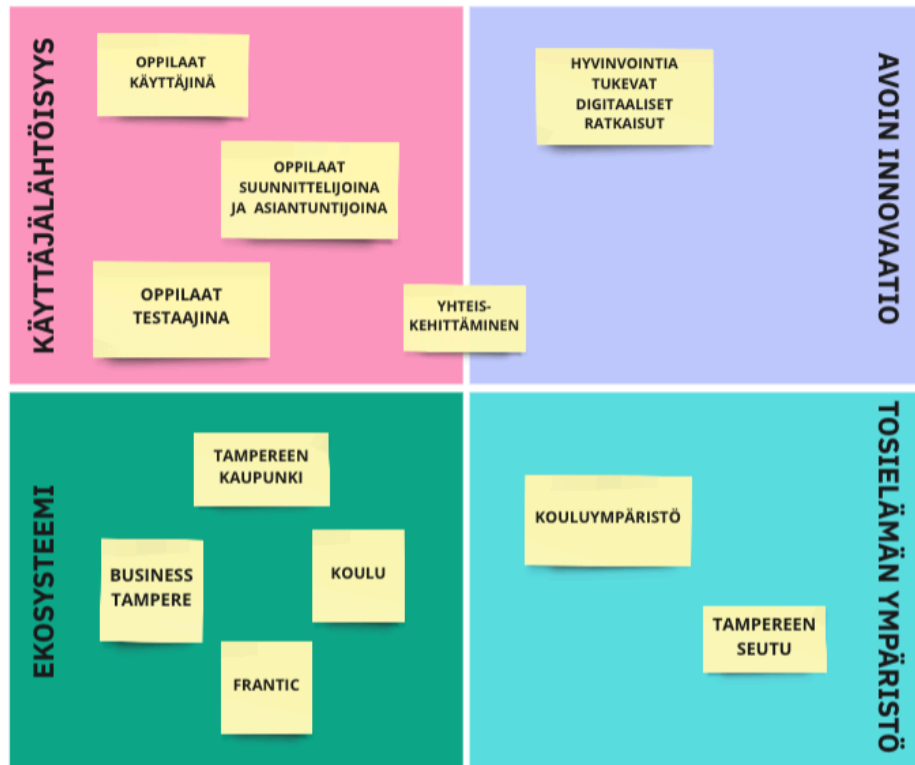 KÄYTTÄJÄLÄHTÖISYYS
OPPILAAT
KÄYTTÄJINÄ
OPPILAAT
SUUNNITTELIJOINA
JA ASIANTUNTIJOINA
OPPILAAT
TESTAAJINA
YHTEIS-
KEHITTÄMINEN
HYVINVOINTIA
TUKEVAT
DIGITAALISET
RATKAISUT
AVOIN INNOVAATIO
EKOSYSTEEMI
TAMPEREEN
KAUPUNKI
BUSINESS
TAMPERE
KOULU
FRANTIC
KOULUYMPÄRISTÖ
TAMPEREEN
SEUTU
TOSIELÄMÄN YMPÄRISTÖ